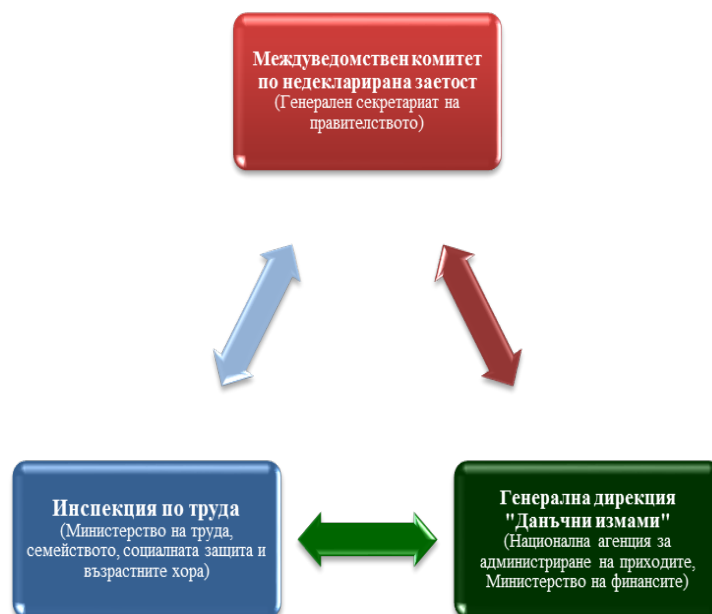 Междуведомствен комитет
по недекларирана заетост
(Генерален секретариат на
правителството)
Инспекция по труда
(Министерство на труда,
семейството, социалната защита и
възрастните хора)
Генерална дирекция
"Данъчни измами"
(Национална агенция за
администриране на приходите,
Министерство на финансите)